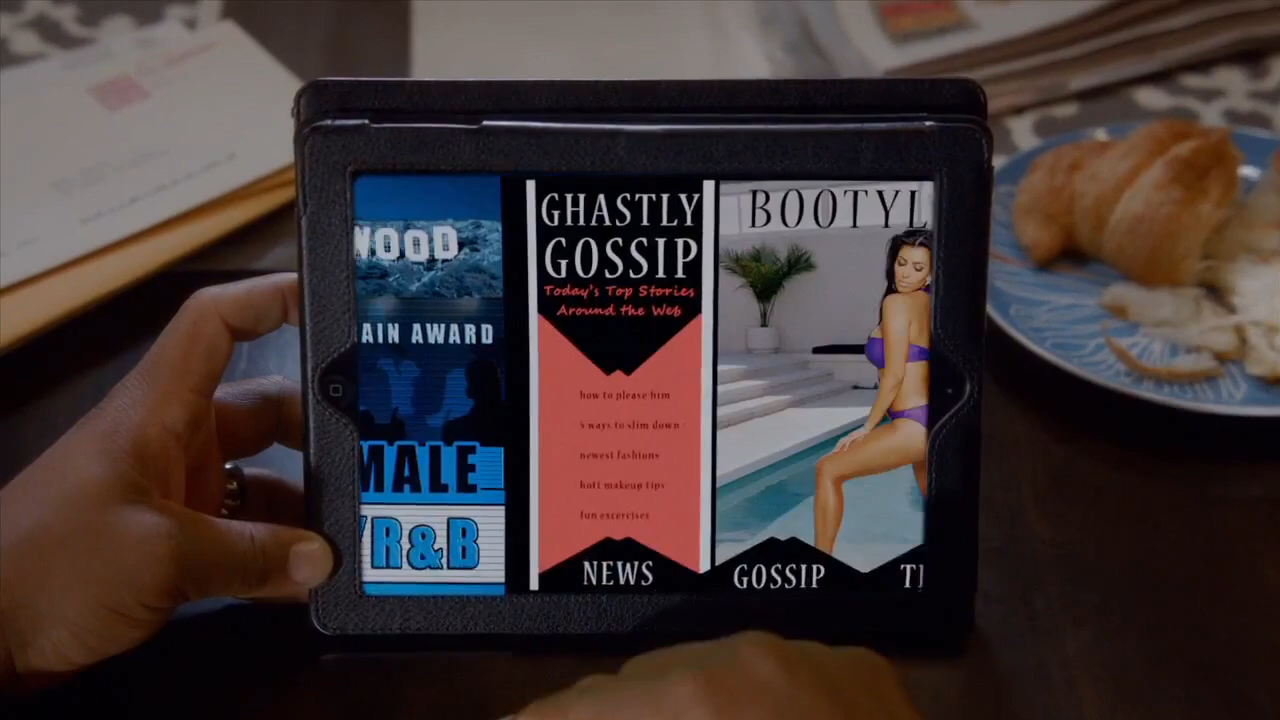 WOOD
AIN AWARD
MALE
/R&B
GHASTLY
GOSSIP
Today's Top Stories
Around the Web
how to please him
5 ways to slim down
newest fashions
hott makeup tips
fun excercises
NEWS
BOOTYL
GOSSIP